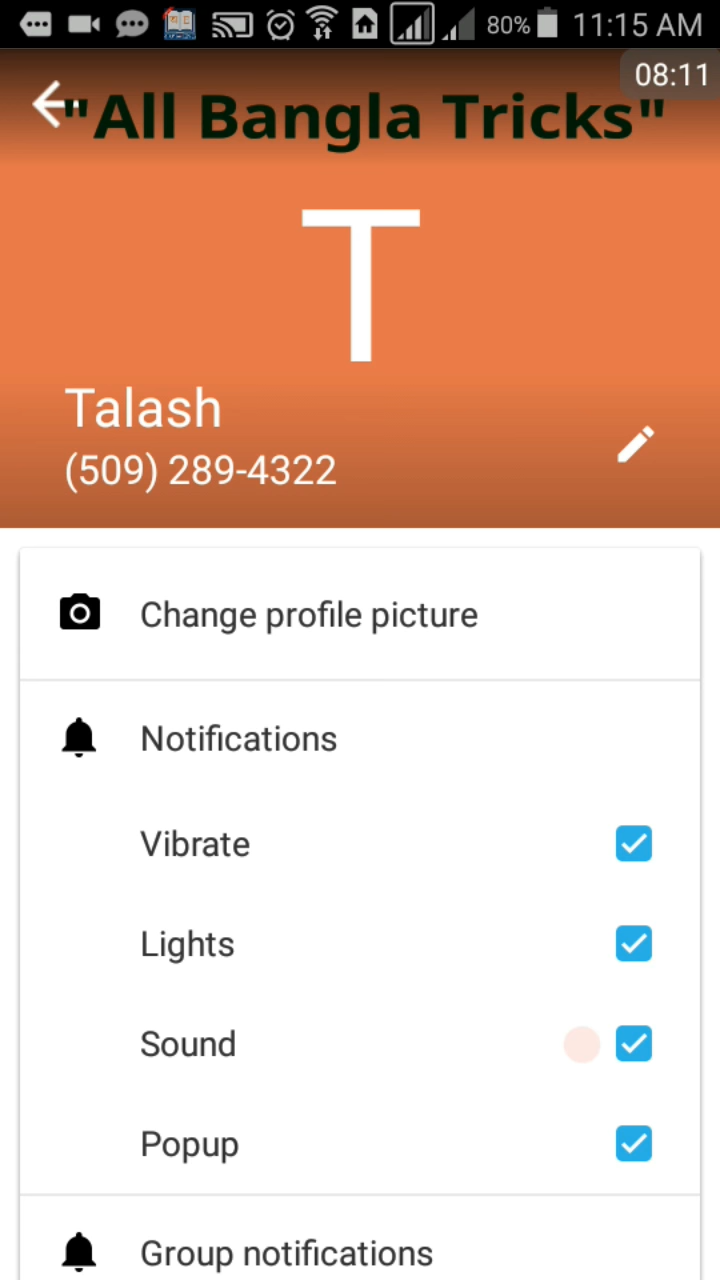 80% 11:15 AM
08:11
"All Bangla Tricks"
T
Talash
(509) 289-4322
Change profile picture
Notifications
Vibrate
Lights
Sound
Popup
Group notifications